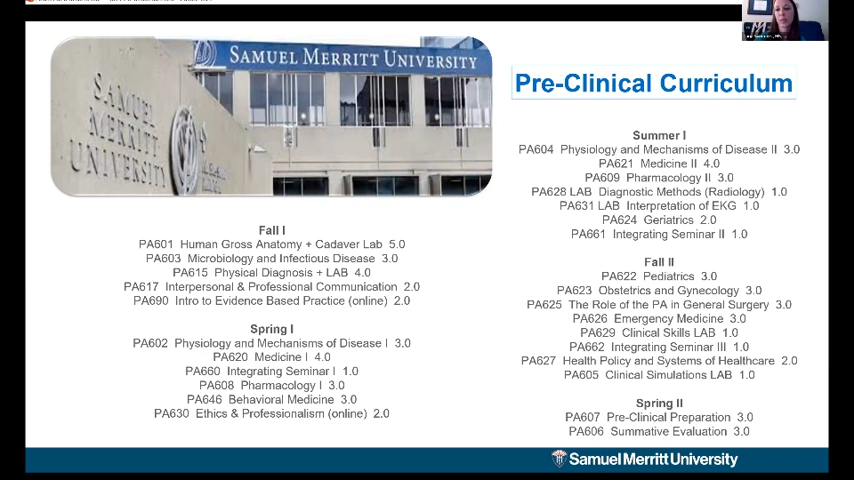 SAMUEL MERRITT UNIVERSITY
SAMUEL
MERRITT
UNIVERSITY
Pre-Clinical Curriculum
Fall I
PA601 Human Gross Anatomy + Cadaver Lab 5.0
PA603 Microbiology and Infectious Disease 3.0
PA615 Physical Diagnosis + LAB 4.0
PA617 Interpersonal & Professional Communication 2.0
PA690 Intro to Evidence Based Practice (online) 2.0
Spring I
PA602 Physiology and Mechanisms of Disease I 3.0
PA620 Medicine I 4.0
PA660 Integrating Seminar I 1.0
PA608 Pharmacology I 3.0
PA646 Behavioral Medicine 3.0
PA630 Ethics & Professionalism (online) 2.0
Summer I
PA604 Physiology and Mechanisms of Disease II 3.0
PA621 Medicine II 4.0
PA609 Pharmacology II 3.0
PA628 LAB Diagnostic Methods (Radiology) 1.0
PA631 LAB Interpretation of EKG 1.0
PA624 Geriatrics 2.0
PA661 Integrating Seminar II 1.0
Fall II
PA622 Pediatrics 3.0
PA623 Obstetrics and Gynecology 3.0
PA625 The Role of the PA in General Surgery 3.0
PA626 Emergency Medicine 3.0
PA629 Clinical Skills LAB 1.0
PA662 Integrating Seminar III 1.0
PA627 Health Policy and Systems of Healthcare 2.0
PA605 Clinical Simulations LAB 1.0
Spring II
PA607 Pre-Clinical Preparation 3.0
PA606 Summative Evaluation 3.0
SamuelMerrittUniversity